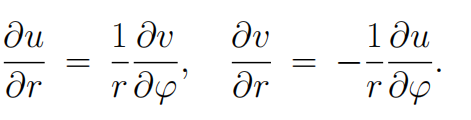 ∂u/∂r = 1/r ∂v/∂φ, ∂v/∂r = −1/r ∂u/∂φ.